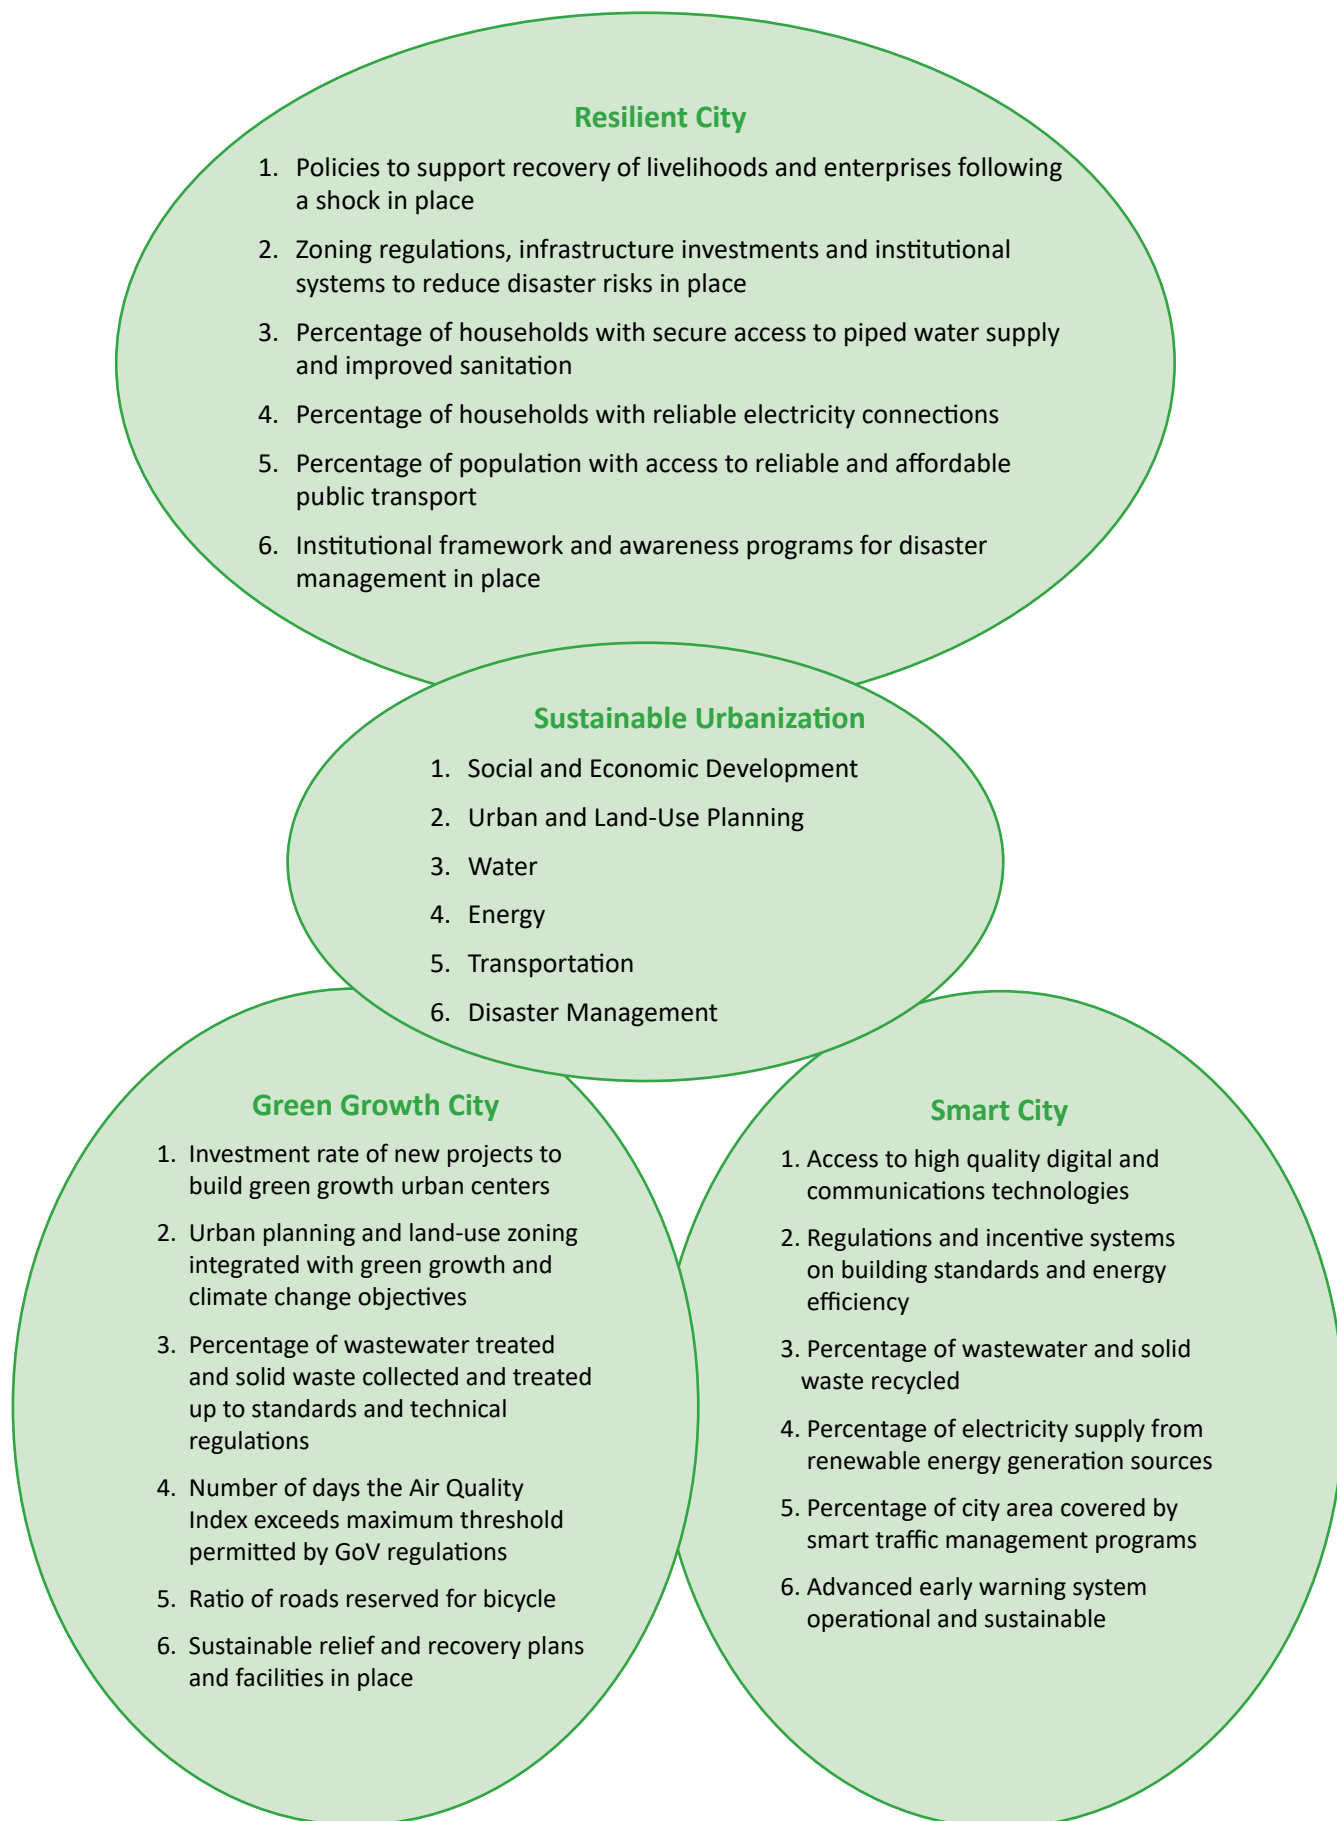 Resilient City
1. Policies to support recovery of livelihoods and enterprises following
a shock in place
2. Zoning regulations, infrastructure investments and institutional
systems to reduce disaster risks in place
3. Percentage of households with secure access to piped water supply
and improved sanitation
4. Percentage of households with reliable electricity connections
5. Percentage of population with access to reliable and affordable
public transport
6. Institutional framework and awareness programs for disaster
management in place
Sustainable Urbanization
1. Social and Economic Development
2. Urban and Land-Use Planning
3. Water
4. Energy
5. Transportation
6. Disaster Management
Green Growth City
1. Investment rate of new projects to
build green growth urban centers
2. Urban planning and land-use zoning
integrated with green growth and
climate change objectives
3. Percentage of wastewater treated
and solid waste collected and treated
up to standards and technical
regulations
4. Number of days the Air Quality
Index exceeds maximum threshold
permitted by GoV regulations
5. Ratio of roads reserved for bicycle
6. Sustainable relief and recovery plans
and facilities in place
Smart City
1. Access to high quality digital and
communications technologies
2. Regulations and incentive systems
on building standards and energy
efficiency
3. Percentage of wastewater and solid
waste recycled
4. Percentage of electricity supply from
renewable energy generation sources
5. Percentage of city area covered by
smart traffic management programs
6. Advanced early warning system
operational and sustainable